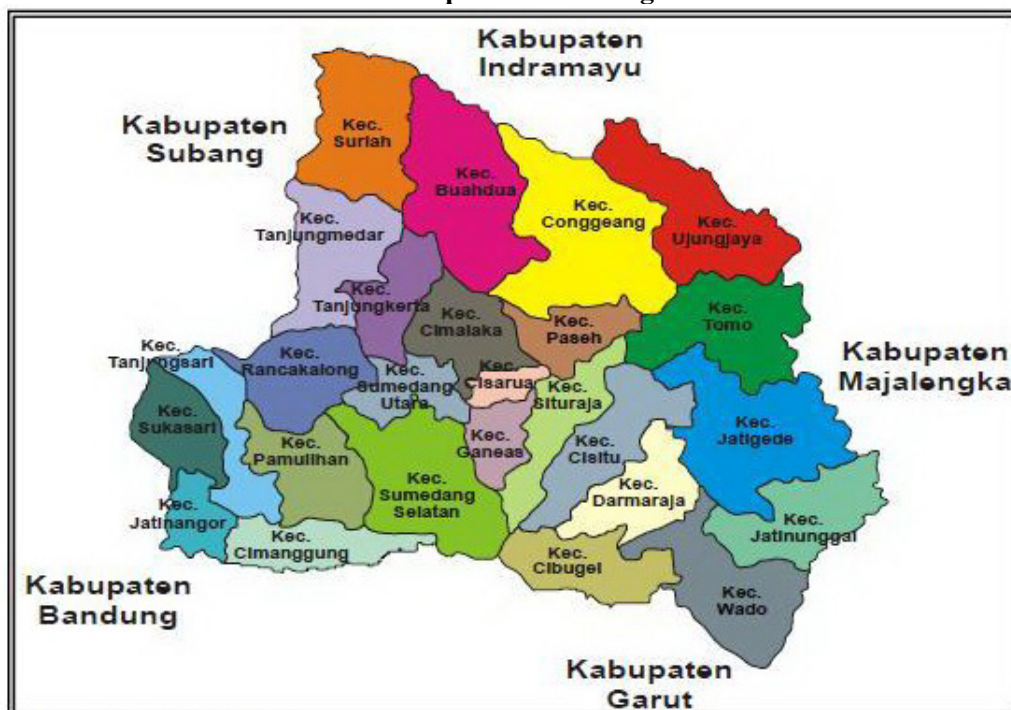 Kabupaten
Indramayu
Kabupaten
Subang
Kec.
Suriah
Kec.
Buahdua
Kec.
Conggeang
Kec.
Ujungjaya
Kec.
Tanjungmedar
Kec.
Tanjungkerta
Kec.
Cimalaka
Kec.
Paseh
Kec.
Tomo
Kec.
Tanjungsari
Kec.
Rancakalong
Kec.
Sumedang
Utara
Kec.
Cisarua
Kec.
Situraja
Kabupaten
Majalengka
Kec.
Sukasari
Kec.
Pamulihan
Kec.
Ganeas
Kec.
Cisitu
Kec.
Jatigede
Kec.
Sumedang
Selatan
Kec.
Darmaraja
Kec.
Jatinangor
Kec.
Cimanggung
Kec.
Cibugel
Kec.
Jatinunggal
Kec.
Wado
Kabupaten
Bandung
Kabupaten
Garut